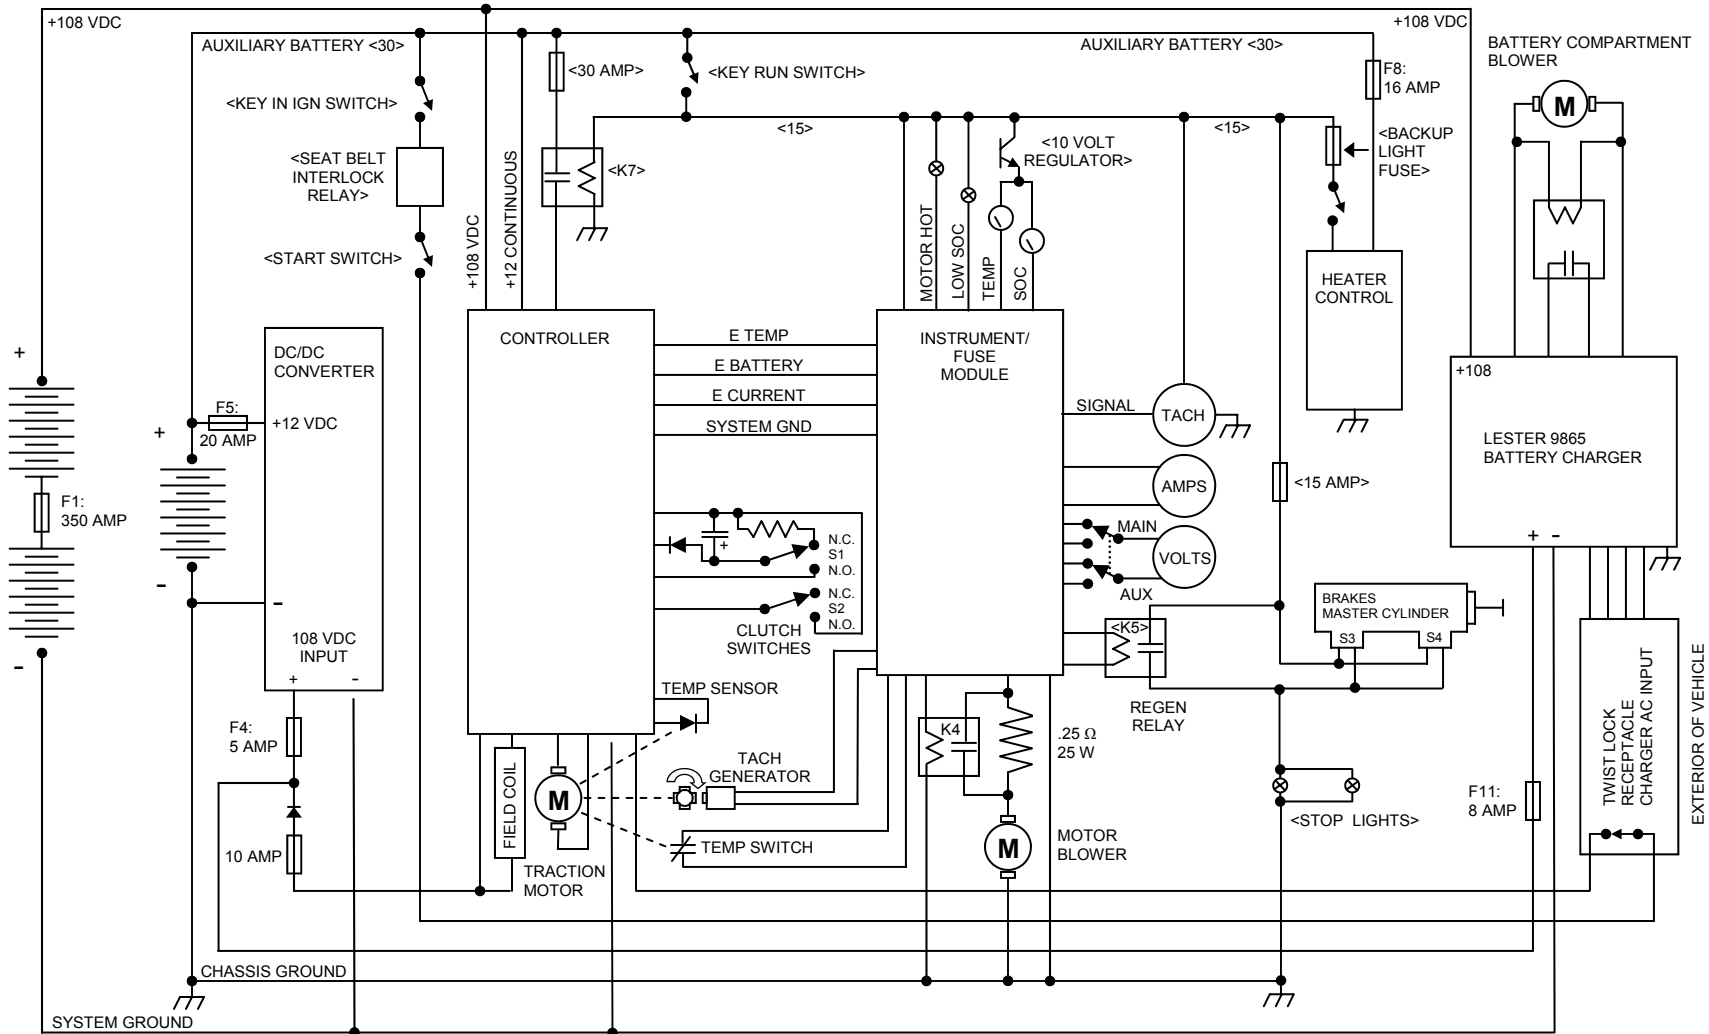 +108 VDC
+108 VDC
AUXILIARY BATTERY <30>
AUXILIARY BATTERY <30>
BATTERY COMPARTMENT
BLOWER
M
<30 AMP>
<KEY RUN SWITCH>
F8:
16 AMP
<KEY IN IGN SWITCH>
<15>
<15>
<SEAT BELT
INTERLOCK
RELAY>
<K7>
<10 VOLT
REGULATOR>
<BACKUP
LIGHT
FUSE>
<START SWITCH>
+108 VDC
+12 CONTINUOUS
MOTOR HOT
LOW SOC
TEMP
SOC
HEATER
CONTROL
DC/DC
CONVERTER
+12 VDC
-
108 VDC
INPUT
+
-
CONTROLLER
E TEMP
E BATTERY
E CURRENT
SYSTEM GND
INSTRUMENT/
FUSE
MODULE
SIGNAL
TACH
AMPS
VOLTS
MAIN
AUX
<15 AMP>
+108
LESTER 9865
BATTERY CHARGER
+
-
+
F1:
350 AMP
-
F5:
20 AMP
+
-
+
N.C.
S1
N.O.
N.C.
S2
N.O.
CLUTCH
SWITCHES
<K5>
REGEN
RELAY
BRAKES
MASTER CYLINDER
S3
S4
TWIST LOCK
RECEPTACLE
CHARGER AC INPUT
EXTERIOR OF VEHICLE
F4:
5 AMP
10 AMP
TEMP SENSOR
TACH
GENERATOR
TEMP SWITCH
FIELD COIL
M
TRACTION
MOTOR
K4
.25 Ω
25 W
M
MOTOR
BLOWER
<STOP LIGHTS>
F11:
8 AMP
CHASSIS GROUND
SYSTEM GROUND